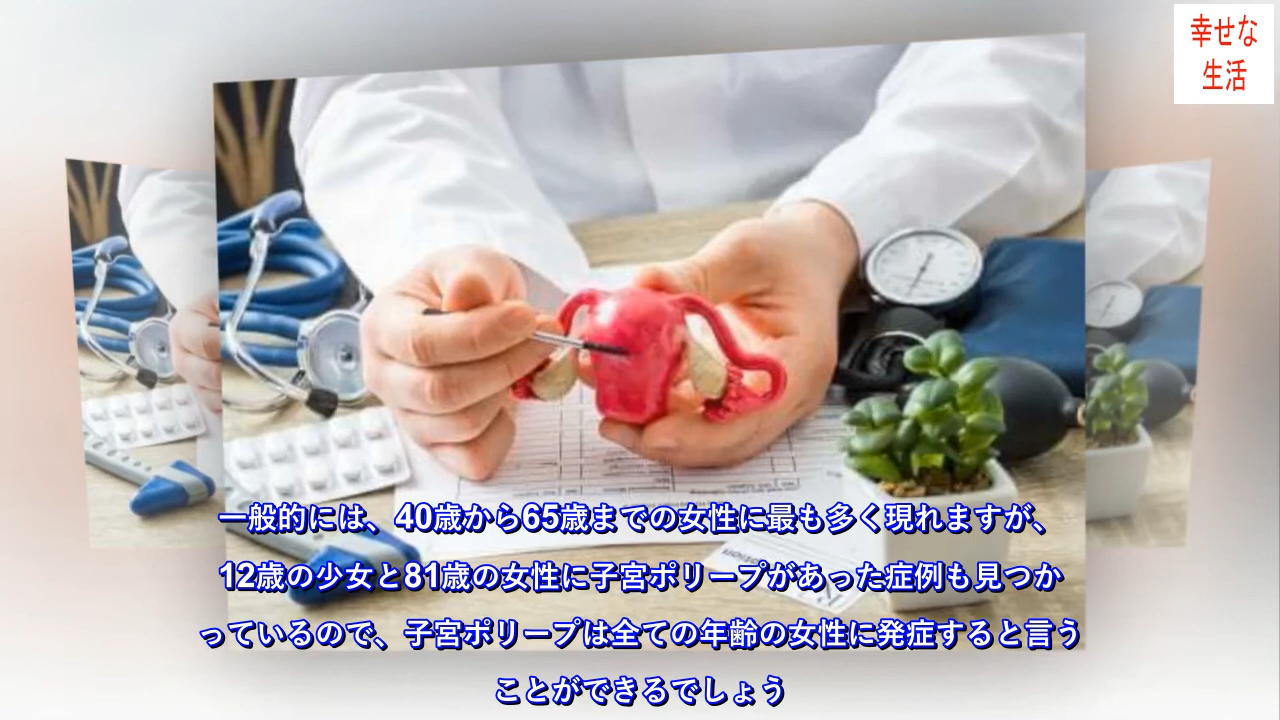 幸せな
生活
一般的には、40歳から65歳までの女性に最も多く現れますが、
12歳の少女と81歳の女性に子宮ポリープがあった症例も見つか
っているので、子宮ポリープは全ての年齢の女性に発症すると言う
ことができるでしょう